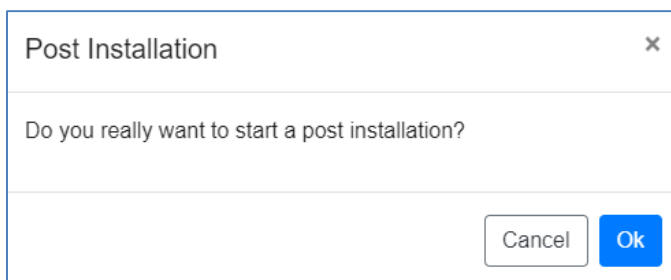 Post Installation ×
Do you really want to start a post installation?
Cancel Ok